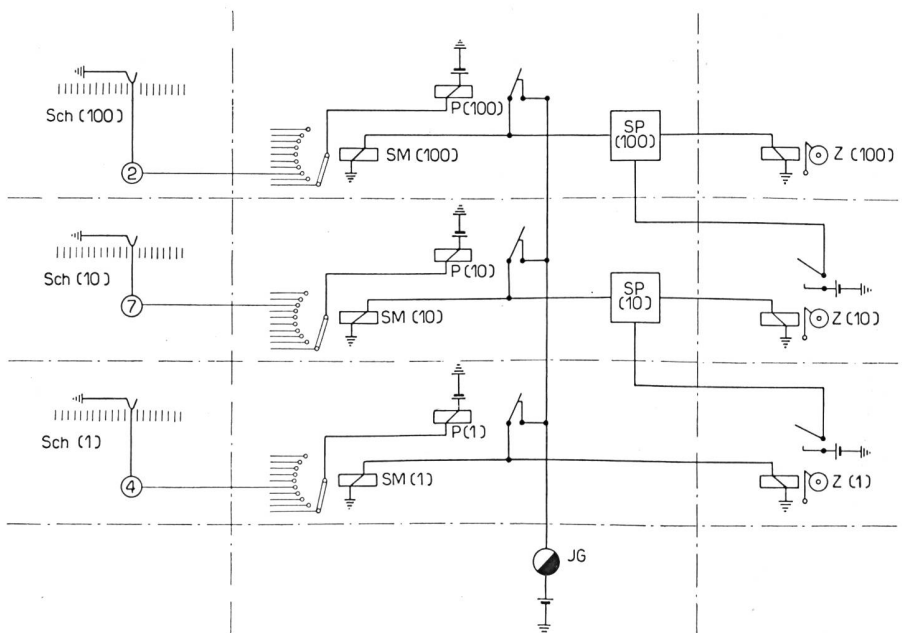 Sch (100)
2
P(100)
SM (100)
SP
(100)
Z (100)
Sch (10)
7
P(10)
SM (10)
SP
(10)
Z (10)
Sch (1)
4
P(1)
SM (1)
Z (1)
JG